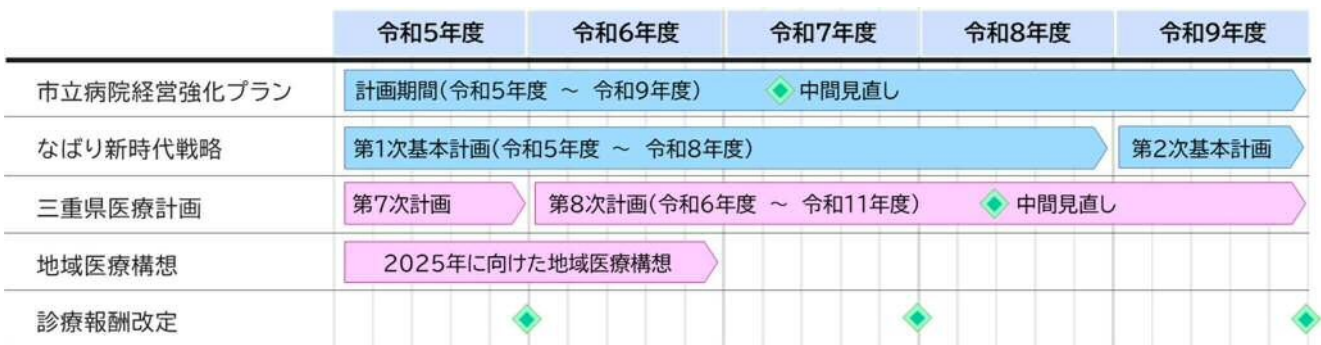 令和5年度 令和6年度 令和7年度 令和8年度 令和9年度
市立病院経営強化プラン 計画期間(令和5年度 ～ 令和9年度) 中間見直し
なばり新時代戦略 第1次基本計画(令和5年度 ～ 令和8年度) 第2次基本計画
三重県医療計画 第7次計画 第8次計画(令和6年度 ～ 令和11年度) 中間見直し
地域医療構想 2025年に向けた地域医療構想
診療報酬改定